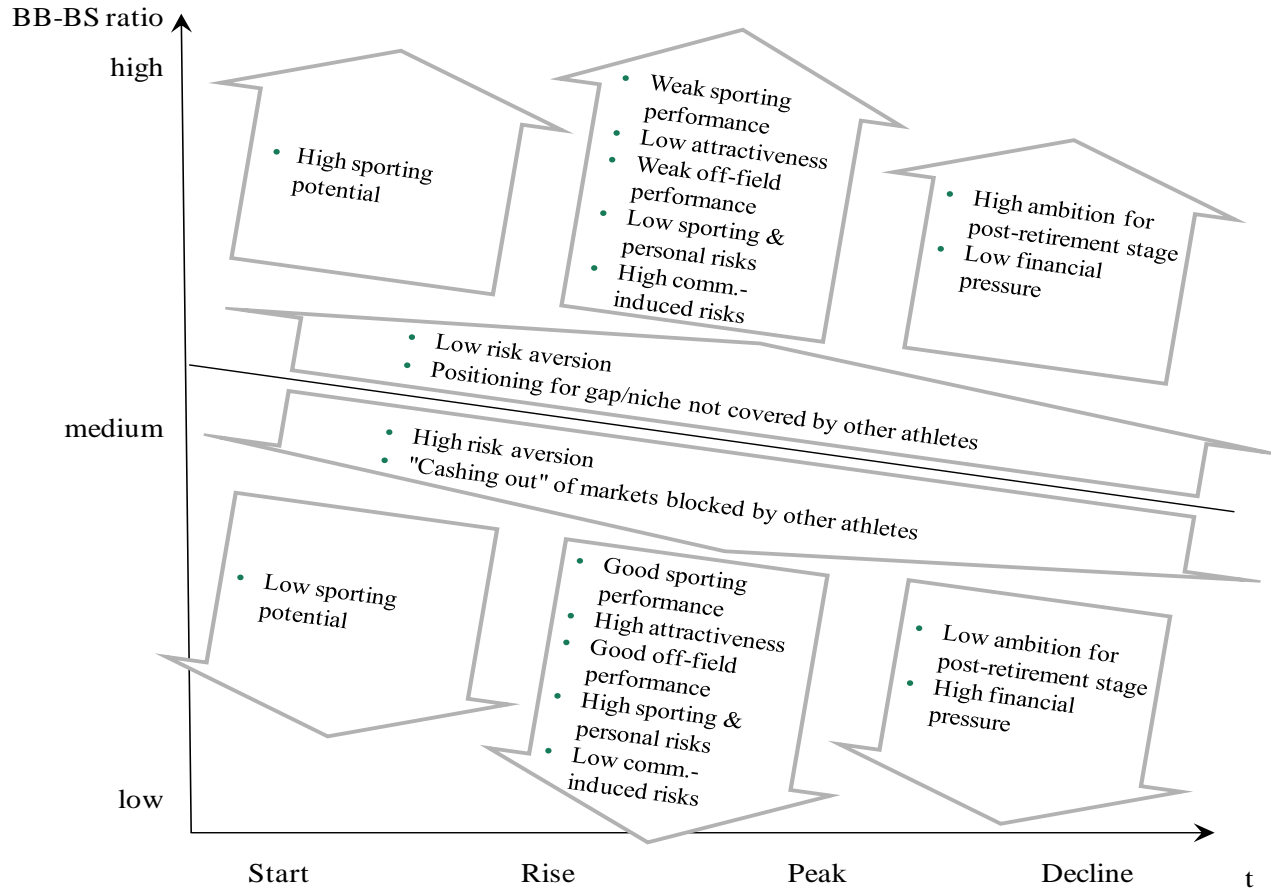 BB-BS ratio
high
• High sporting
potential
• Weak sporting
performance
• Low attractiveness
• Weak off-field
performance
• Low sporting &
personal risks
• High comm.-
induced risks
• High ambition for
post-retirement stage
• Low financial
pressure
• Low risk aversion
• Positioning for gap/niche not covered by other athletes
medium
• High risk aversion
• "Cashing out" of markets blocked by other athletes
• Low sporting
potential
• Good sporting
performance
• High attractiveness
• Good off-field
performance
• High sporting &
personal risks
• Low comm.-
induced risks
• Low ambition for
post-retirement stage
• High financial
pressure
low
Start Rise Peak Decline t